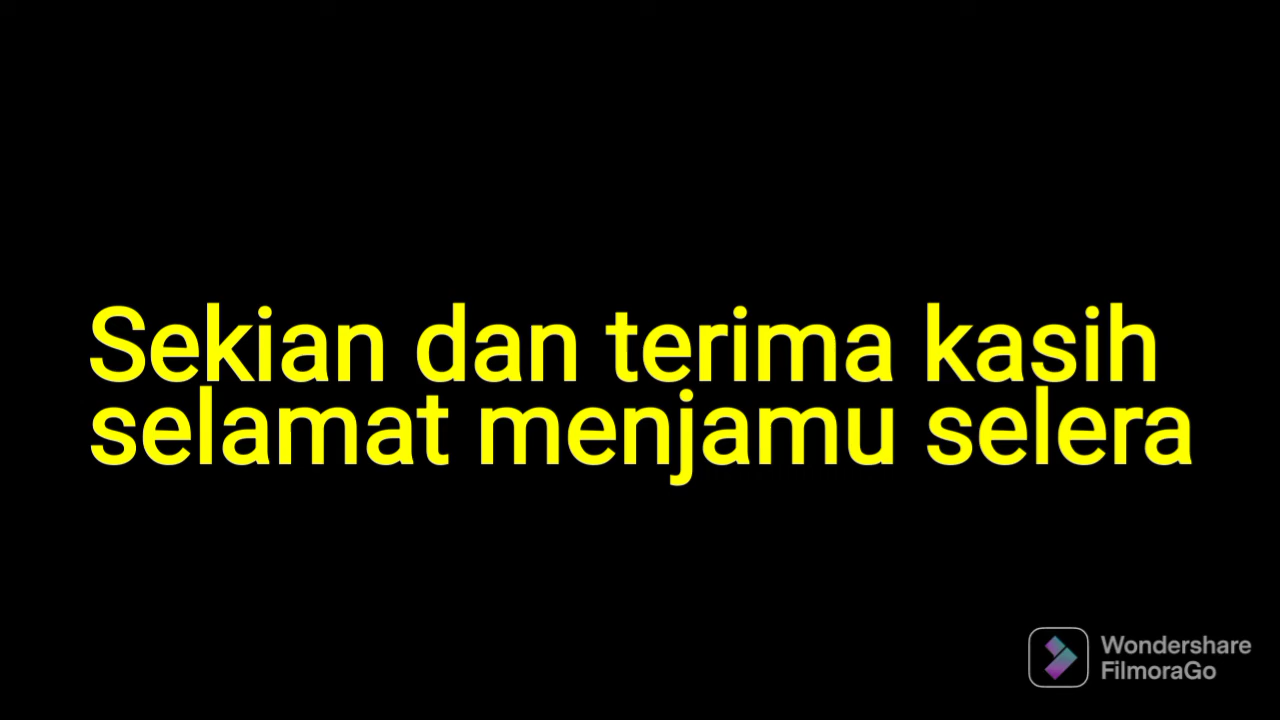 Sekian dan terima kasih
selamat menjamu selera
Wondershare
FilmoraGo